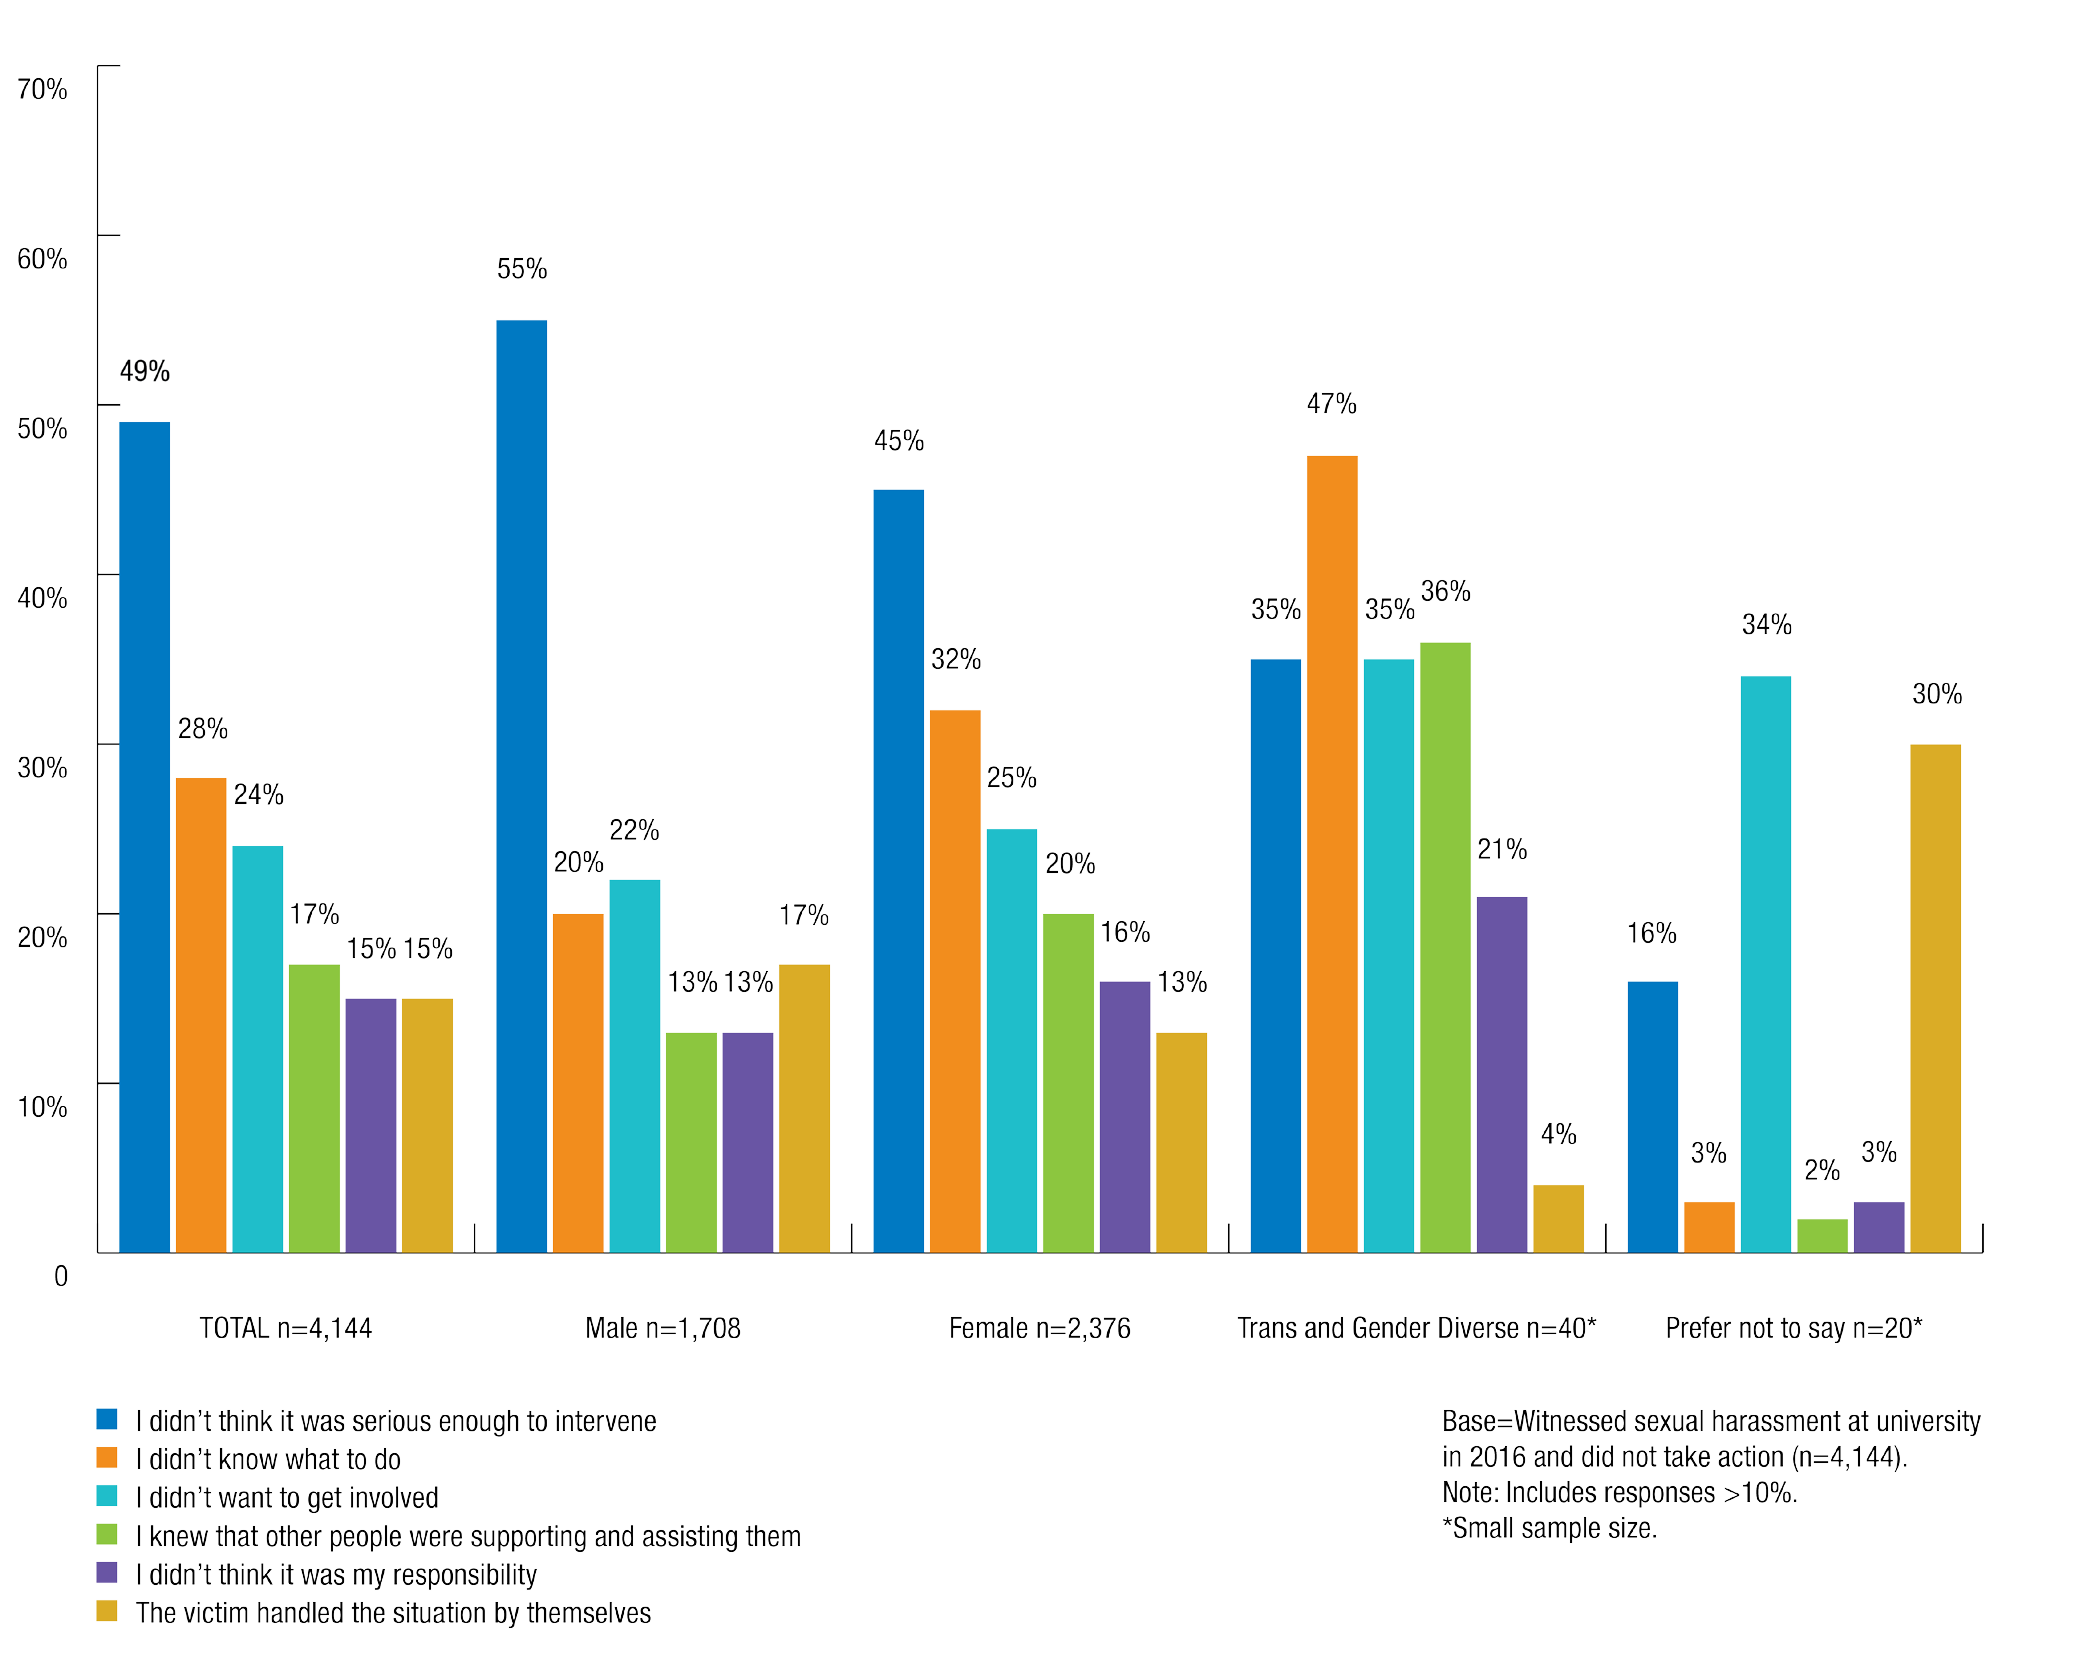 70%
60%
50%
40%
30%
20%
10%
0
49%
28%
24%
17%
15%
15%
55%
20%
22%
13%
13%
17%
45%
32%
25%
20%
16%
13%
35%
47%
35%
36%
21%
4%
16%
3%
34%
2%
3%
30%
TOTAL n=4,144
Male n=1,708
Female n=2,376
Trans and Gender Diverse n=40*
Prefer not to say n=20*
I didn’t think it was serious enough to intervene
I didn’t know what to do
I didn’t want to get involved
I knew that other people were supporting and assisting them
I didn’t think it was my responsibility
The victim handled the situation by themselves
Base=Witnessed sexual harassment at university
in 2016 and did not take action (n=4,144).
Note: Includes responses >10%.
*Small sample size.